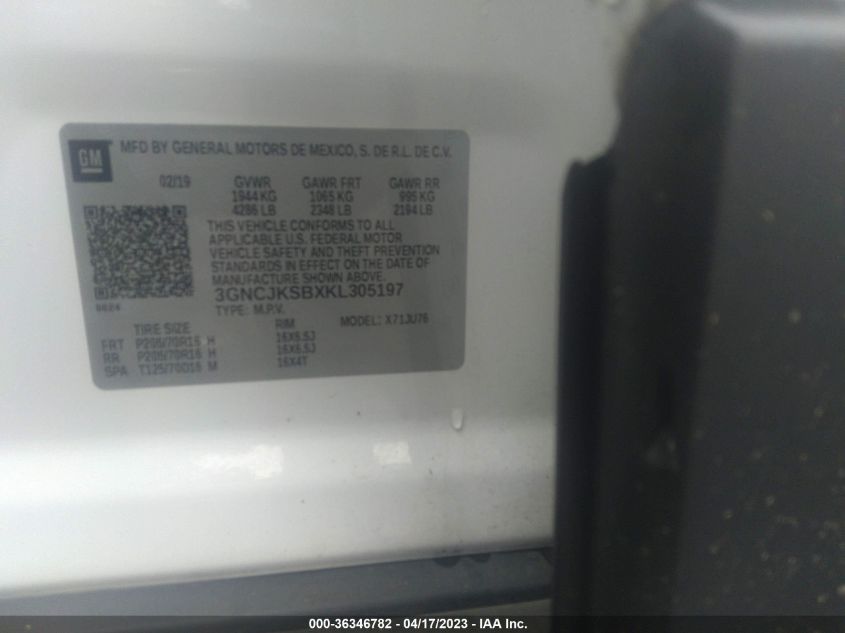 GM
MFD BY GENERAL MOTORS DE MEXICO, S. DE R.L. DE C.V.
02/19 GVWR GAWR FRT GAWR RR
1944 KG 1065 KG 995 KG
4286 LB 2348 LB 2194 LB
THIS VEHICLE CONFORMS TO ALL
APPLICABLE U.S. FEDERAL MOTOR
VEHICLE SAFETY AND THEFT PREVENTION
STANDARDS IN EFFECT ON THE DATE OF
MANUFACTURE SHOWN ABOVE.
3GNCJKSBXKL305197
TYPE: M.P.V. MODEL: X71JU76
TIRE SIZE RIM
FRT P205/70R16 H 16X6.5J
RR P205/70R16 H 16X6.5J
SPA T125/70D16 M 16X4T
000-36346782 - 04/17/2023 - IAA Inc.